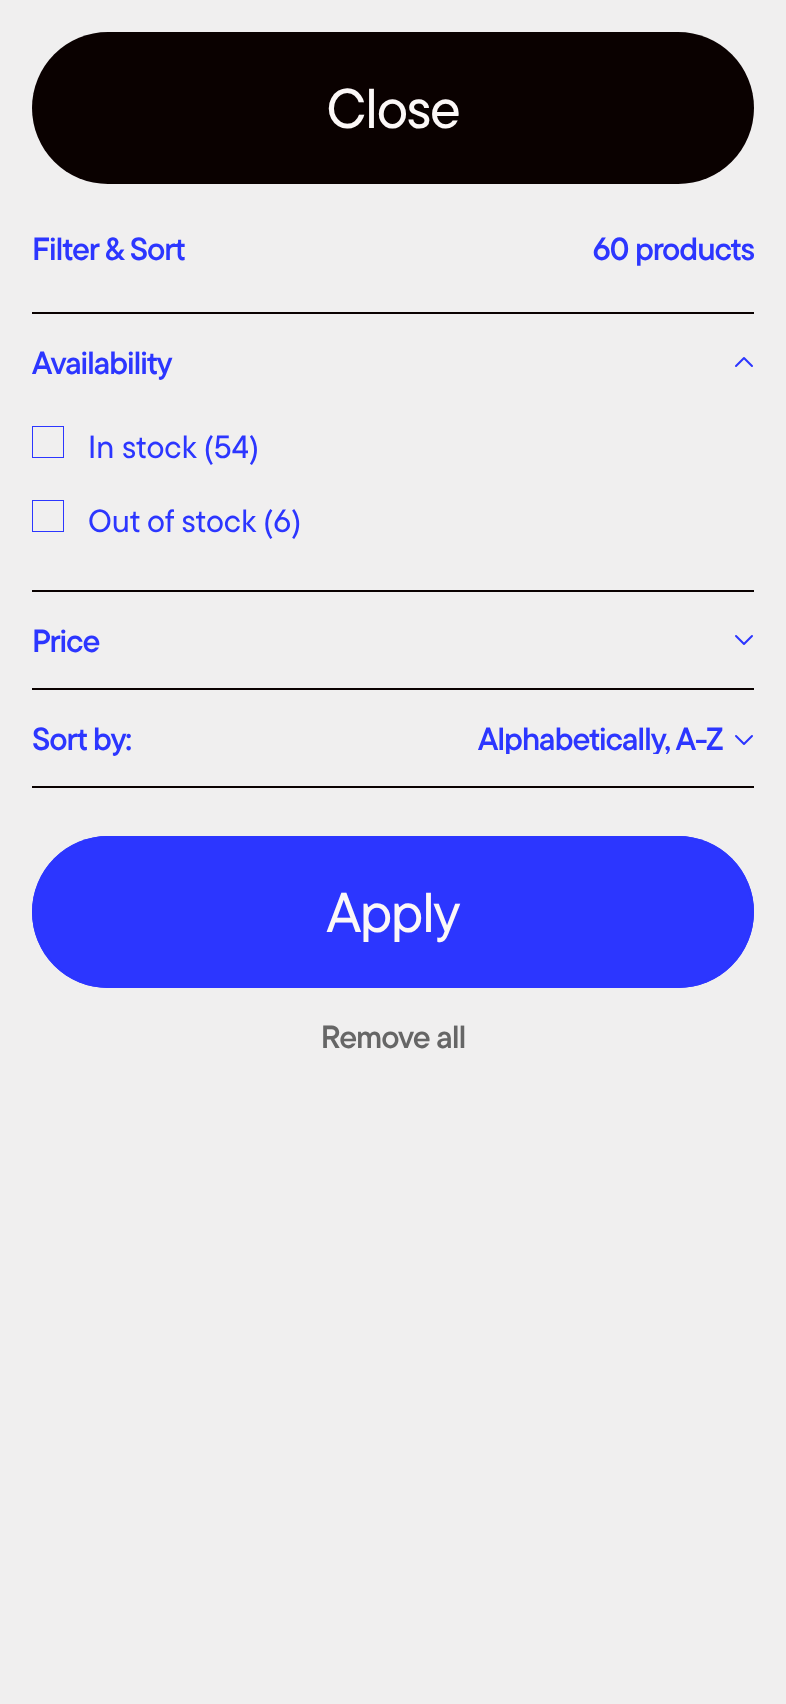 Close
Filter & Sort 60 products
Availability
In stock (54)
Out of stock (6)
Price
Sort by: Alphabetically, A-Z
Apply
Remove all